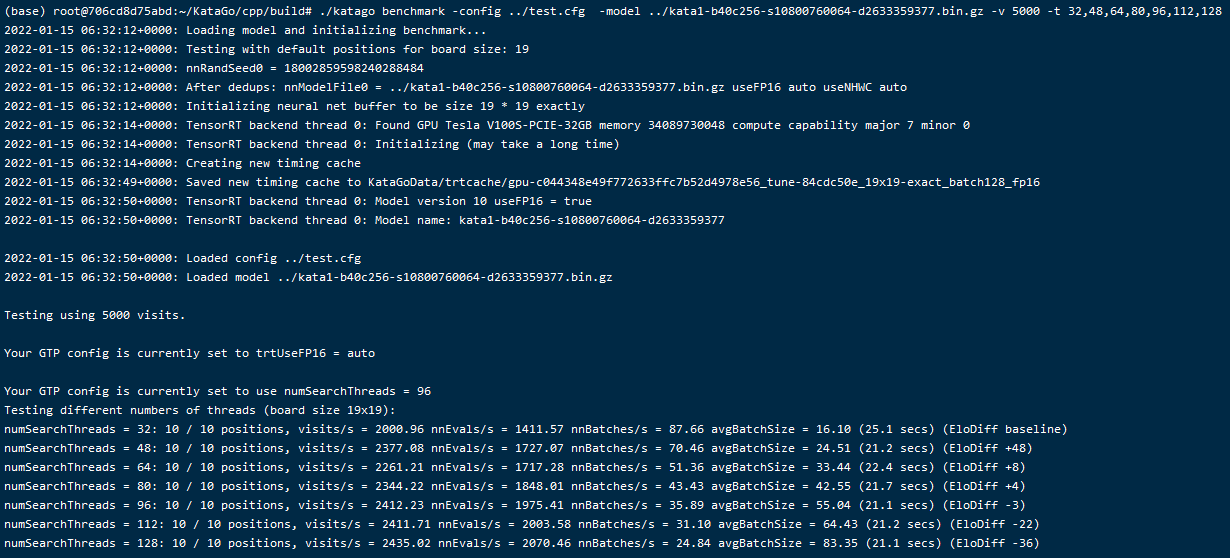 (base) root@706cd8d75abd:~/KataGo/cpp/build# ./katago benchmark -config ../test.cfg  -model ../kata1-b40c256-s10800760064-d2633359377.bin.gz -v 5000 -t 32,48,64,80,96,112,128
2022-01-15 06:32:12+0000: Loading model and initializing benchmark...
2022-01-15 06:32:12+0000: Testing with default positions for board size: 19
2022-01-15 06:32:12+0000: nnRandSeed0 = 18002859598240288484
2022-01-15 06:32:12+0000: After dedups: nnModelFile0 = ../kata1-b40c256-s10800760064-d2633359377.bin.gz useFP16 auto useNHWC auto
2022-01-15 06:32:12+0000: Initializing neural net buffer to be size 19 * 19 exactly
2022-01-15 06:32:14+0000: TensorRT backend thread 0: Found GPU Tesla V100S-PCIE-32GB memory 34089730048 compute capability major 7 minor 0
2022-01-15 06:32:14+0000: TensorRT backend thread 0: Initializing (may take a long time)
2022-01-15 06:32:14+0000: Creating new timing cache
2022-01-15 06:32:49+0000: Saved new timing cache to KataGoData/trtcache/gpu-c044348e49f772633ffc7b52d4978e56_tune-84cdc50e_19x19-exact_batch128_fp16
2022-01-15 06:32:50+0000: TensorRT backend thread 0: Model version 10 useFP16 = true
2022-01-15 06:32:50+0000: TensorRT backend thread 0: Model name: kata1-b40c256-s10800760064-d2633359377
2022-01-15 06:32:50+0000: Loaded config ../test.cfg
2022-01-15 06:32:50+0000: Loaded model ../kata1-b40c256-s10800760064-d2633359377.bin.gz
Testing using 5000 visits.
Your GTP config is currently set to trtUseFP16 = auto
Your GTP config is currently set to use numSearchThreads = 96
Testing different numbers of threads (board size 19x19):
numSearchThreads = 32: 10 / 10 positions, visits/s = 2000.96 nnEvals/s = 1411.57 nnBatches/s = 87.66 avgBatchSize = 16.10 (25.1 secs) (EloDiff baseline)
numSearchThreads = 48: 10 / 10 positions, visits/s = 2377.08 nnEvals/s = 1727.07 nnBatches/s = 70.46 avgBatchSize = 24.51 (21.2 secs) (EloDiff +48)
numSearchThreads = 64: 10 / 10 positions, visits/s = 2261.21 nnEvals/s = 1717.28 nnBatches/s = 51.36 avgBatchSize = 33.44 (22.4 secs) (EloDiff +8)
numSearchThreads = 80: 10 / 10 positions, visits/s = 2344.22 nnEvals/s = 1848.01 nnBatches/s = 43.43 avgBatchSize = 42.55 (21.7 secs) (EloDiff +4)
numSearchThreads = 96: 10 / 10 positions, visits/s = 2412.23 nnEvals/s = 1975.41 nnBatches/s = 35.89 avgBatchSize = 55.04 (21.1 secs) (EloDiff -3)
numSearchThreads = 112: 10 / 10 positions, visits/s = 2411.71 nnEvals/s = 2003.58 nnBatches/s = 31.10 avgBatchSize = 64.43 (21.2 secs) (EloDiff -22)
numSearchThreads = 128: 10 / 10 positions, visits/s = 2435.02 nnEvals/s = 2070.46 nnBatches/s = 24.84 avgBatchSize = 83.35 (21.1 secs) (EloDiff -36)